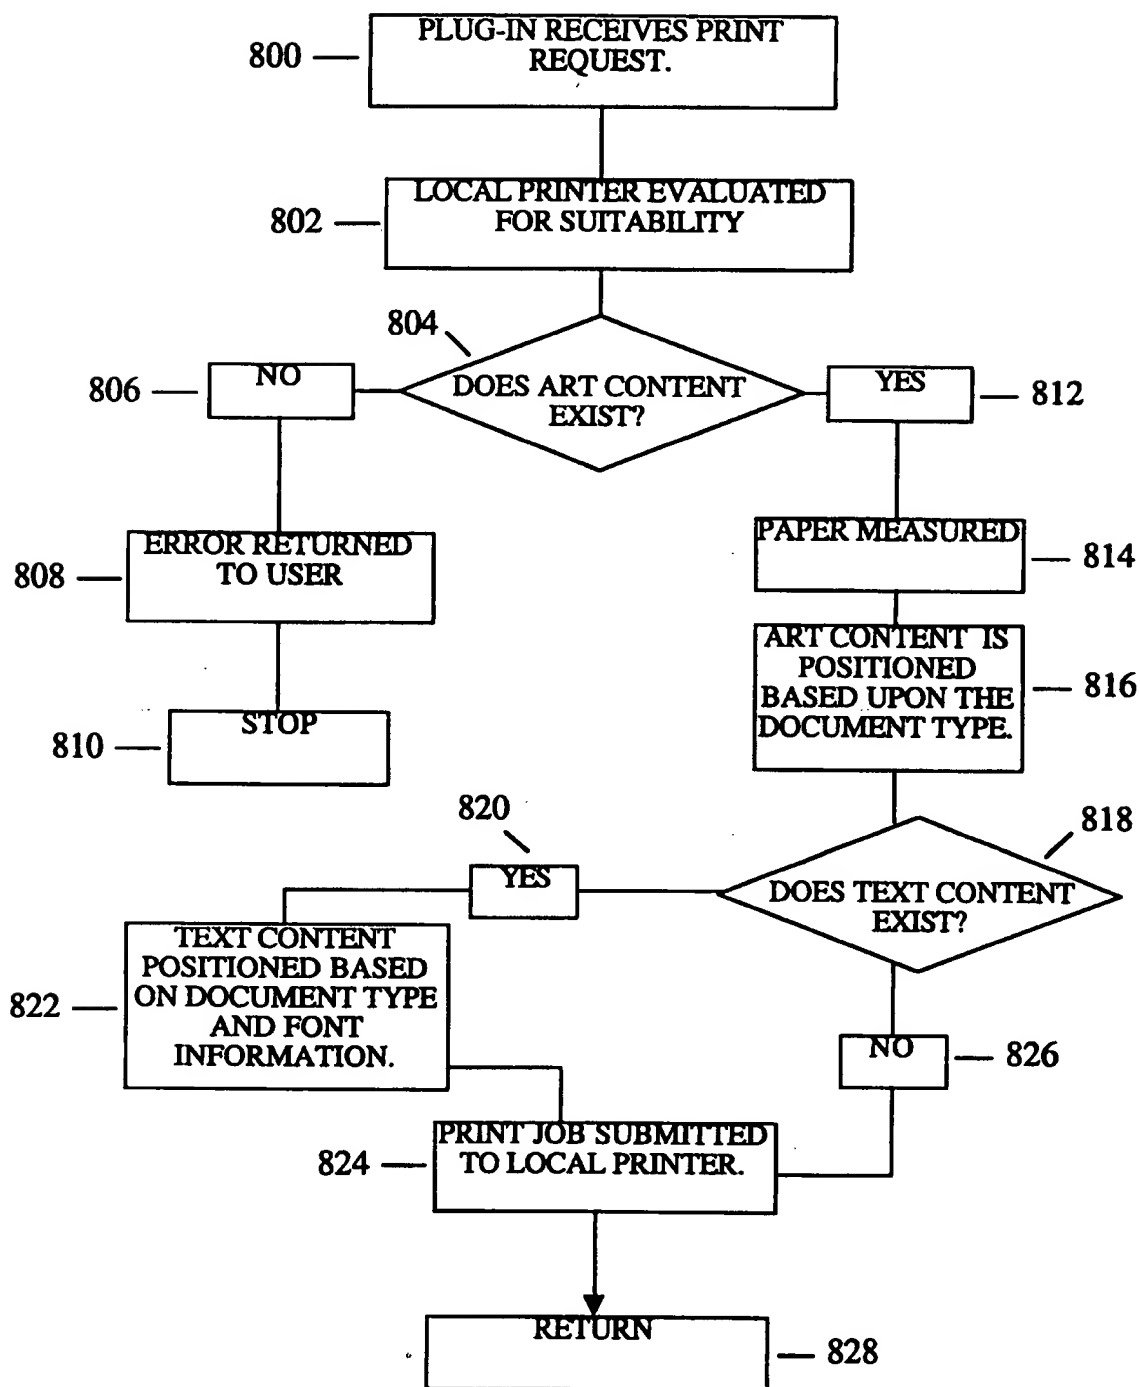 PLUG-IN RECEIVES PRINT
REQUEST.
800
LOCAL PRINTER EVALUATED
FOR SUITABILITY
802
804
DOES ART CONTENT
EXIST?
806
NO
YES
812
ERROR RETURNED
TO USER
808
PAPER MEASURED
814
ART CONTENT IS
POSITIONED
BASED UPON THE
DOCUMENT TYPE.
816
STOP
810
820
YES
818
DOES TEXT CONTENT
EXIST?
TEXT CONTENT
POSITIONED BASED
ON DOCUMENT TYPE
AND FONT
INFORMATION.
822
NO
826
PRINT JOB SUBMITTED
TO LOCAL PRINTER.
824
RETURN
828